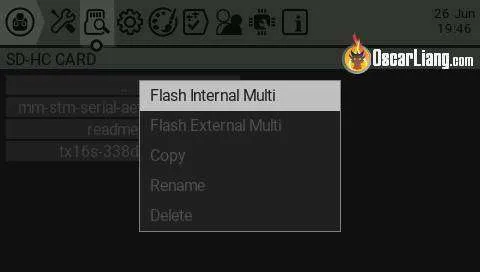 26 Jun
19:46
SD-HC CARD
OscarLiang.com
..
mm-stm-serial-ae
readme
tx16s-338d
Flash Internal Multi
Flash External Multi
Copy
Rename
Delete